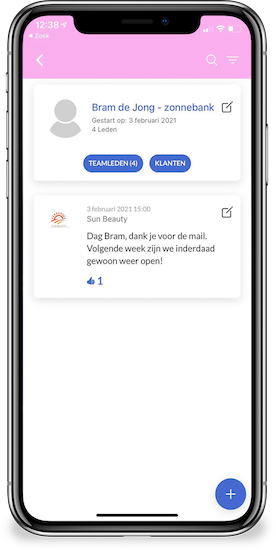 12:38
Zoek
Bram de Jong - zonnebank
Gestart op: 3 februari 2021
4 Leden
TEAMLEDEN (4)
KLANTEN
3 februari 2021 15:00
Sun Beauty
Dag Bram, dank je voor de mail.
Volgende week zijn we inderdaad
gewoon weer open!
1